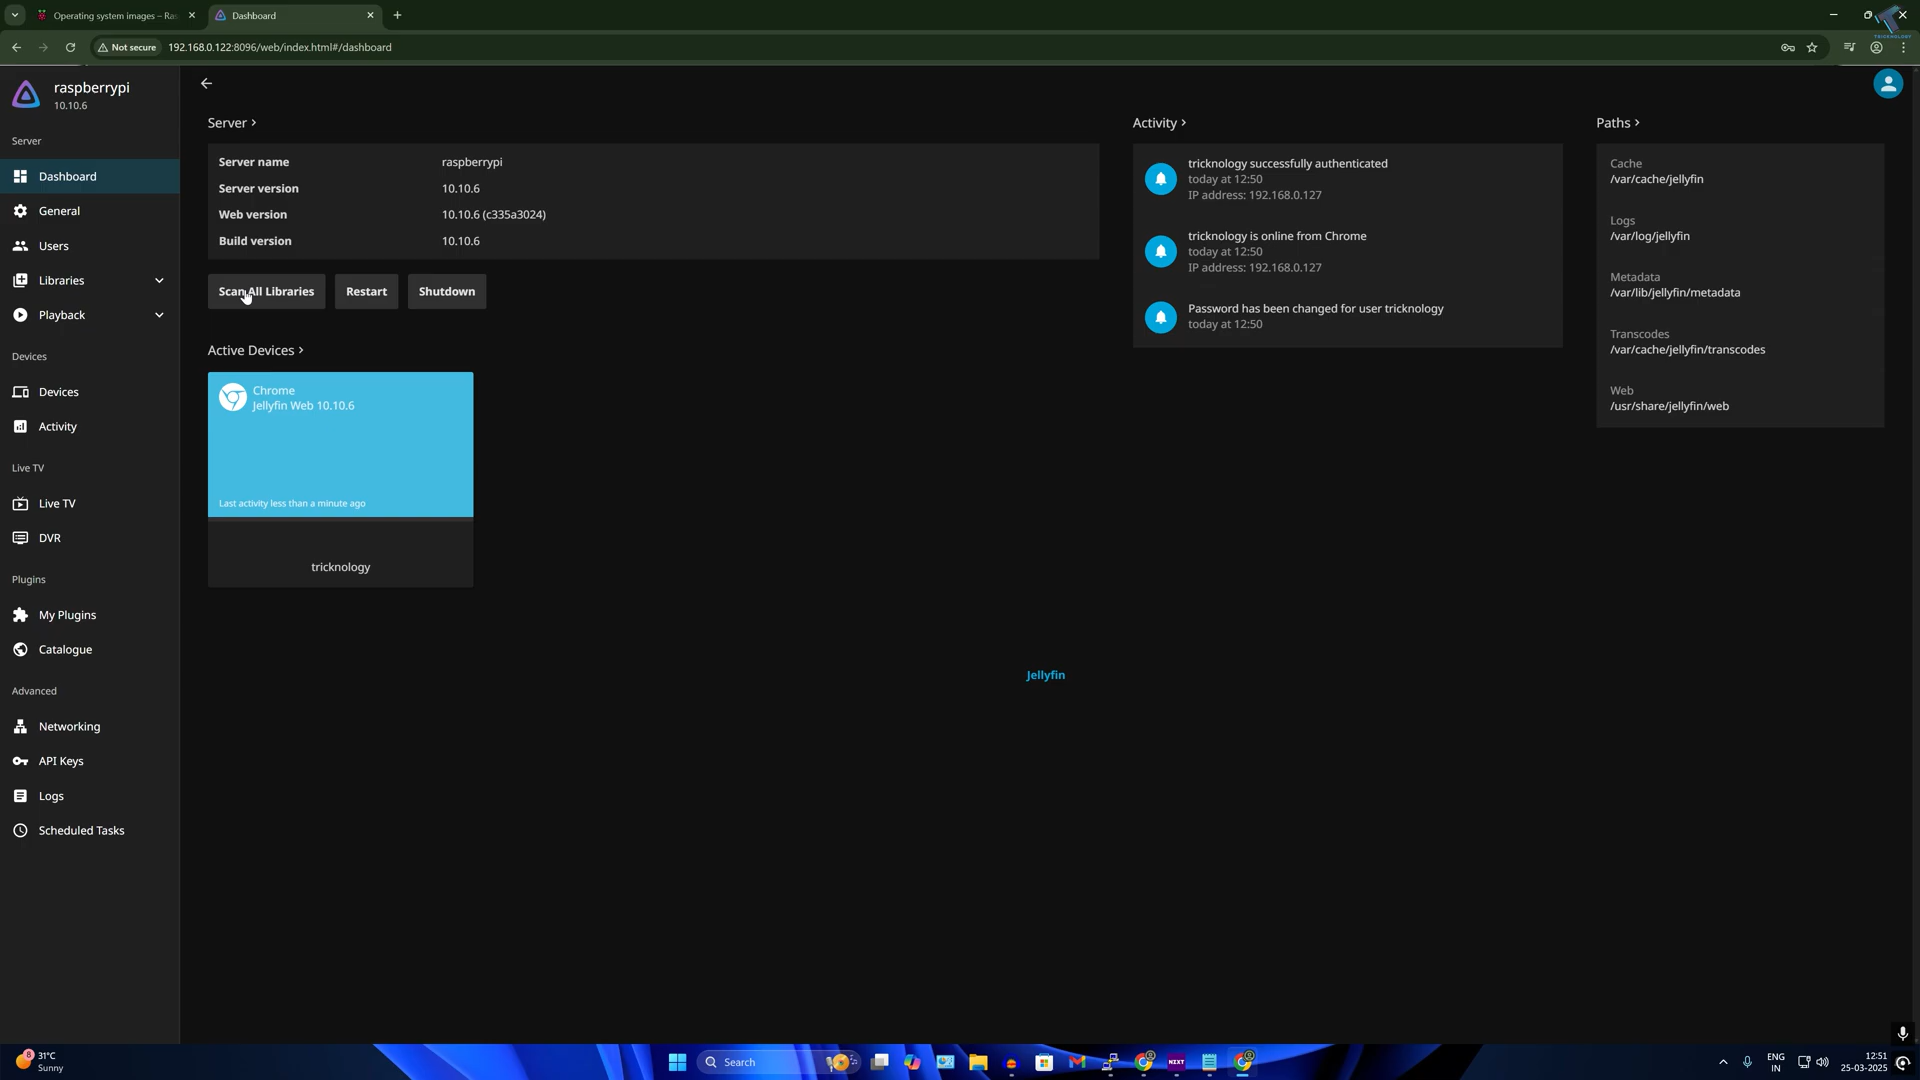 Operating system images – Ras
Dashboard
Not secure
192.168.0.122:8096/web/index.html#/dashboard
TRICKNOLOGY
raspberrypi
10.10.6
Server
Dashboard
General
Users
Libraries
Playback
Devices
Devices
Activity
Live TV
Live TV
DVR
Plugins
My Plugins
Catalogue
Advanced
Networking
API Keys
Logs
Scheduled Tasks
Server
Server name raspberrypi
Server version 10.10.6
Web version 10.10.6 (c335a3024)
Build version 10.10.6
Scan All Libraries Restart Shutdown
Active Devices
Chrome
Jellyfin Web 10.10.6
Last activity less than a minute ago
tricknology
Jellyfin
Activity
tricknology successfully authenticated
today at 12:50
IP address: 192.168.0.127
tricknology is online from Chrome
today at 12:50
IP address: 192.168.0.127
Password has been changed for user tricknology
today at 12:50
Paths
Cache
/var/cache/jellyfin
Logs
/var/log/jellyfin
Metadata
/var/lib/jellyfin/metadata
Transcodes
/var/cache/jellyfin/transcodes
Web
/usr/share/jellyfin/web
8
31°C
Sunny
Search
NEXT
ENG
IN
12:51
25-03-2025